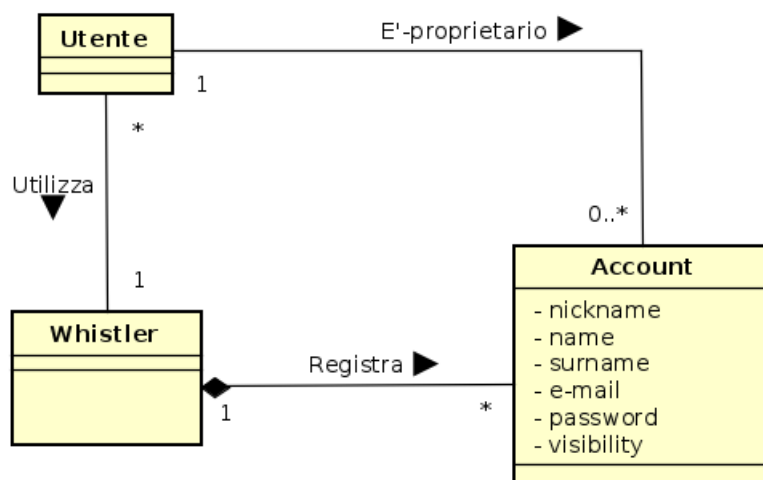 Utente
E'-proprietario
1
*
Utilizza
0..*
1
Account
- nickname
- name
- surname
- e-mail
- password
- visibility
Whistler
Registra
1
*